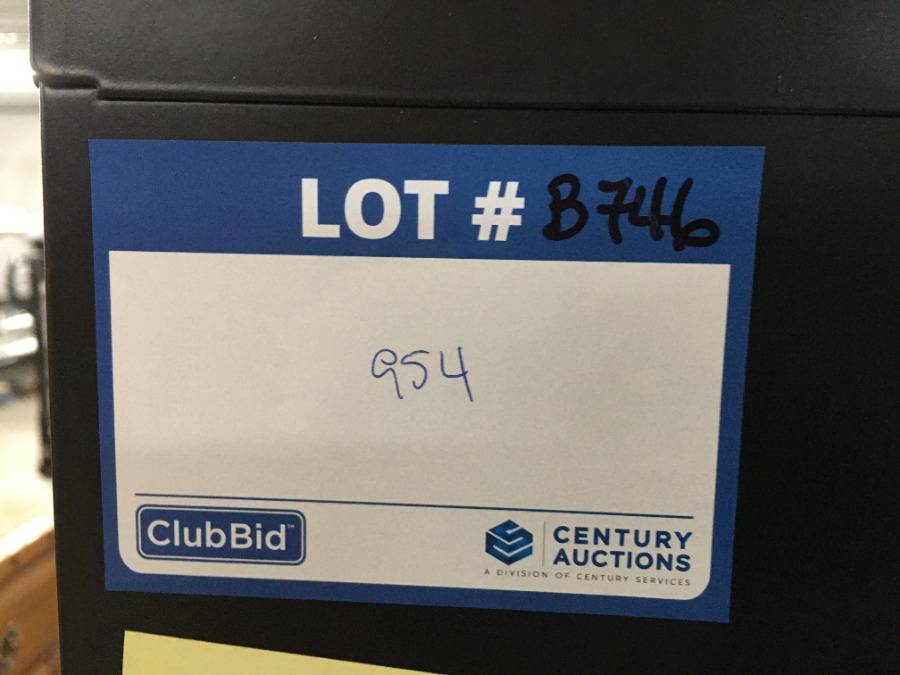 LOT # B746
954
ClubBid™
CENTURY
AUCTIONS
A DIVISION OF CENTURY SERVICES